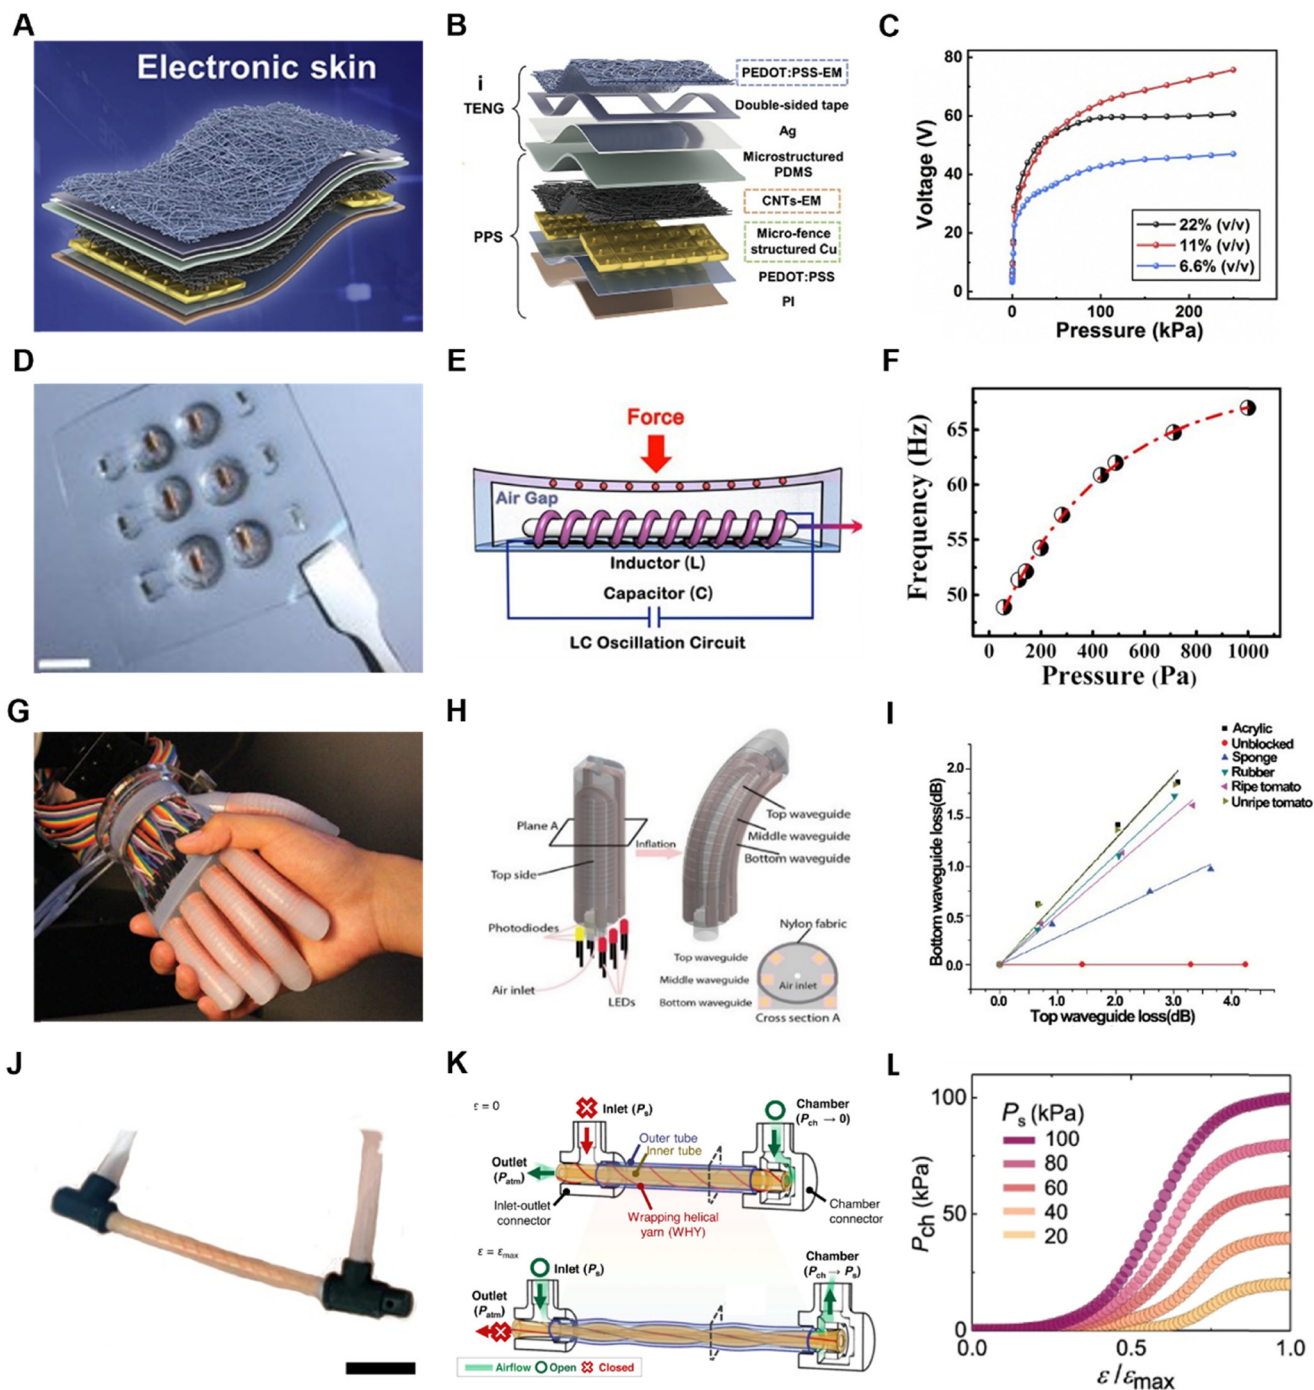 A
Electronic skin
B
i
TENG
PPS
PEDOT:PSS-EM
Double-sided tape
Ag
Microstructured
PDMS
CNTs-EM
Micro-fence
structured Cu
PEDOT:PSS
PI
C
Voltage (V)
80
60
40
20
0
22% (v/v)
11% (v/v)
6.6% (v/v)
0
100
200
Pressure (kPa)
D
E
Force
Air Gap
Inductor (L)
Capacitor (C)
LC Oscillation Circuit
F
Frequency (Hz)
65
60
55
50
0 200 400 600 800 1000
Pressure (Pa)
G
H
Plane A
Top side
Inflation
Photodiodes
Air inlet
LEDs
Top waveguide
Middle waveguide
Bottom waveguide
Nylon fabric
Top waveguide
Middle waveguide
Bottom waveguide
Air inlet
Cross section A
I
Acrylic
Unblocked
Sponge
Rubber
Ripe tomato
Unripe tomato
Bottom waveguide loss(dB)
2.0
1.5
1.0
0.5
0.0
0.0 1.0 2.0 3.0 4.0
Top waveguide loss(dB)
J
K
ε = 0
Inlet (Ps)
Chamber
(Pch → 0)
Outer tube
Inner tube
Outlet
(Patm)
Inlet-outlet
connector
Wrapping helical
yarn (WHY)
Chamber
connector
ε = εmax
Inlet (Ps)
Chamber
(Pch → Ps)
Outlet
(Patm)
Airflow Open Closed
L
Pch (kPa)
100
50
0
Ps (kPa)
100
80
60
40
20
0
0.5
1.0
ε/εmax